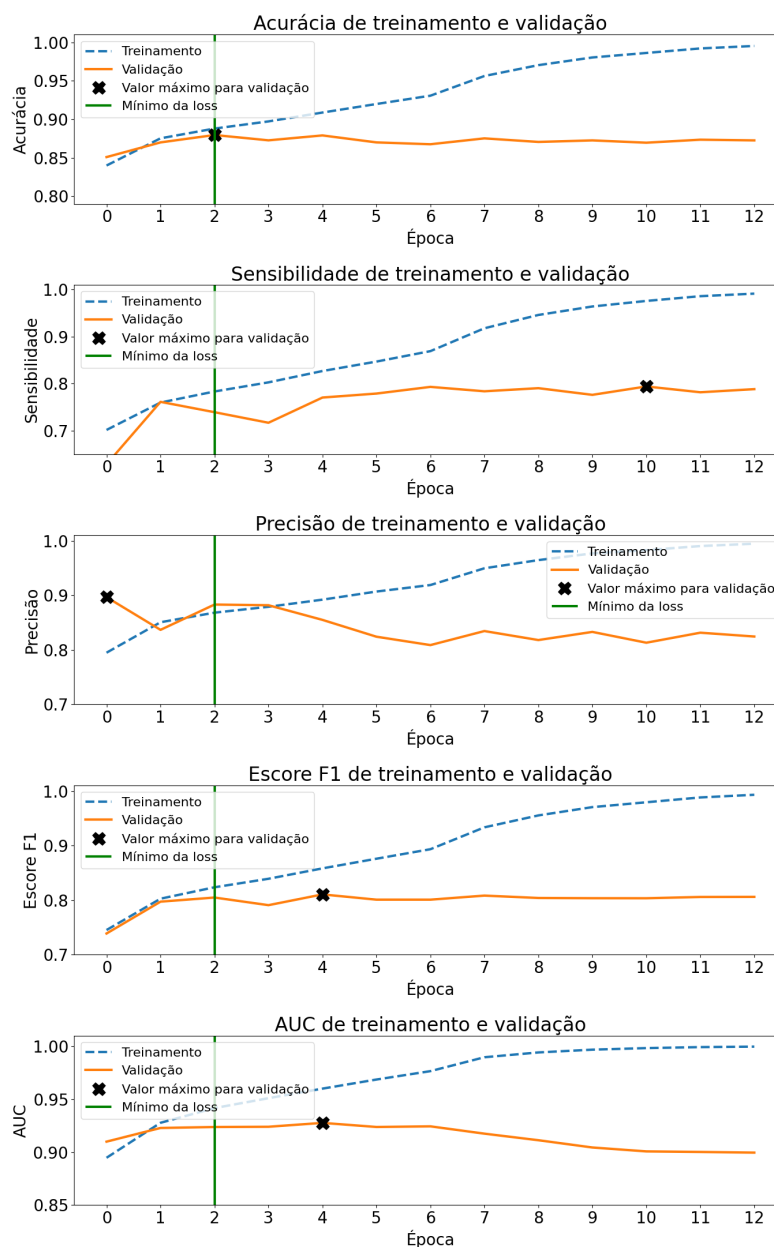 Acurácia de treinamento e validação
1.00
0.95
0.90
0.85
0.80
Acurácia
Treinamento
Validação
Valor máximo para validação
Mínimo da loss
0 1 2 3 4 5 6 7 8 9 10 11 12
Época
Sensibilidade de treinamento e validação
1.0
0.9
0.8
0.7
Sensibilidade
Treinamento
Validação
Valor máximo para validação
Mínimo da loss
0 1 2 3 4 5 6 7 8 9 10 11 12
Época
Precisão de treinamento e validação
1.0
0.9
0.8
0.7
Precisão
Treinamento
Validação
Valor máximo para validação
Mínimo da loss
0 1 2 3 4 5 6 7 8 9 10 11 12
Época
Escore F1 de treinamento e validação
1.0
0.9
0.8
0.7
Escore F1
Treinamento
Validação
Valor máximo para validação
Mínimo da loss
0 1 2 3 4 5 6 7 8 9 10 11 12
Época
AUC de treinamento e validação
1.00
0.95
0.90
0.85
AUC
Treinamento
Validação
Valor máximo para validação
Mínimo da loss
0 1 2 3 4 5 6 7 8 9 10 11 12
Época